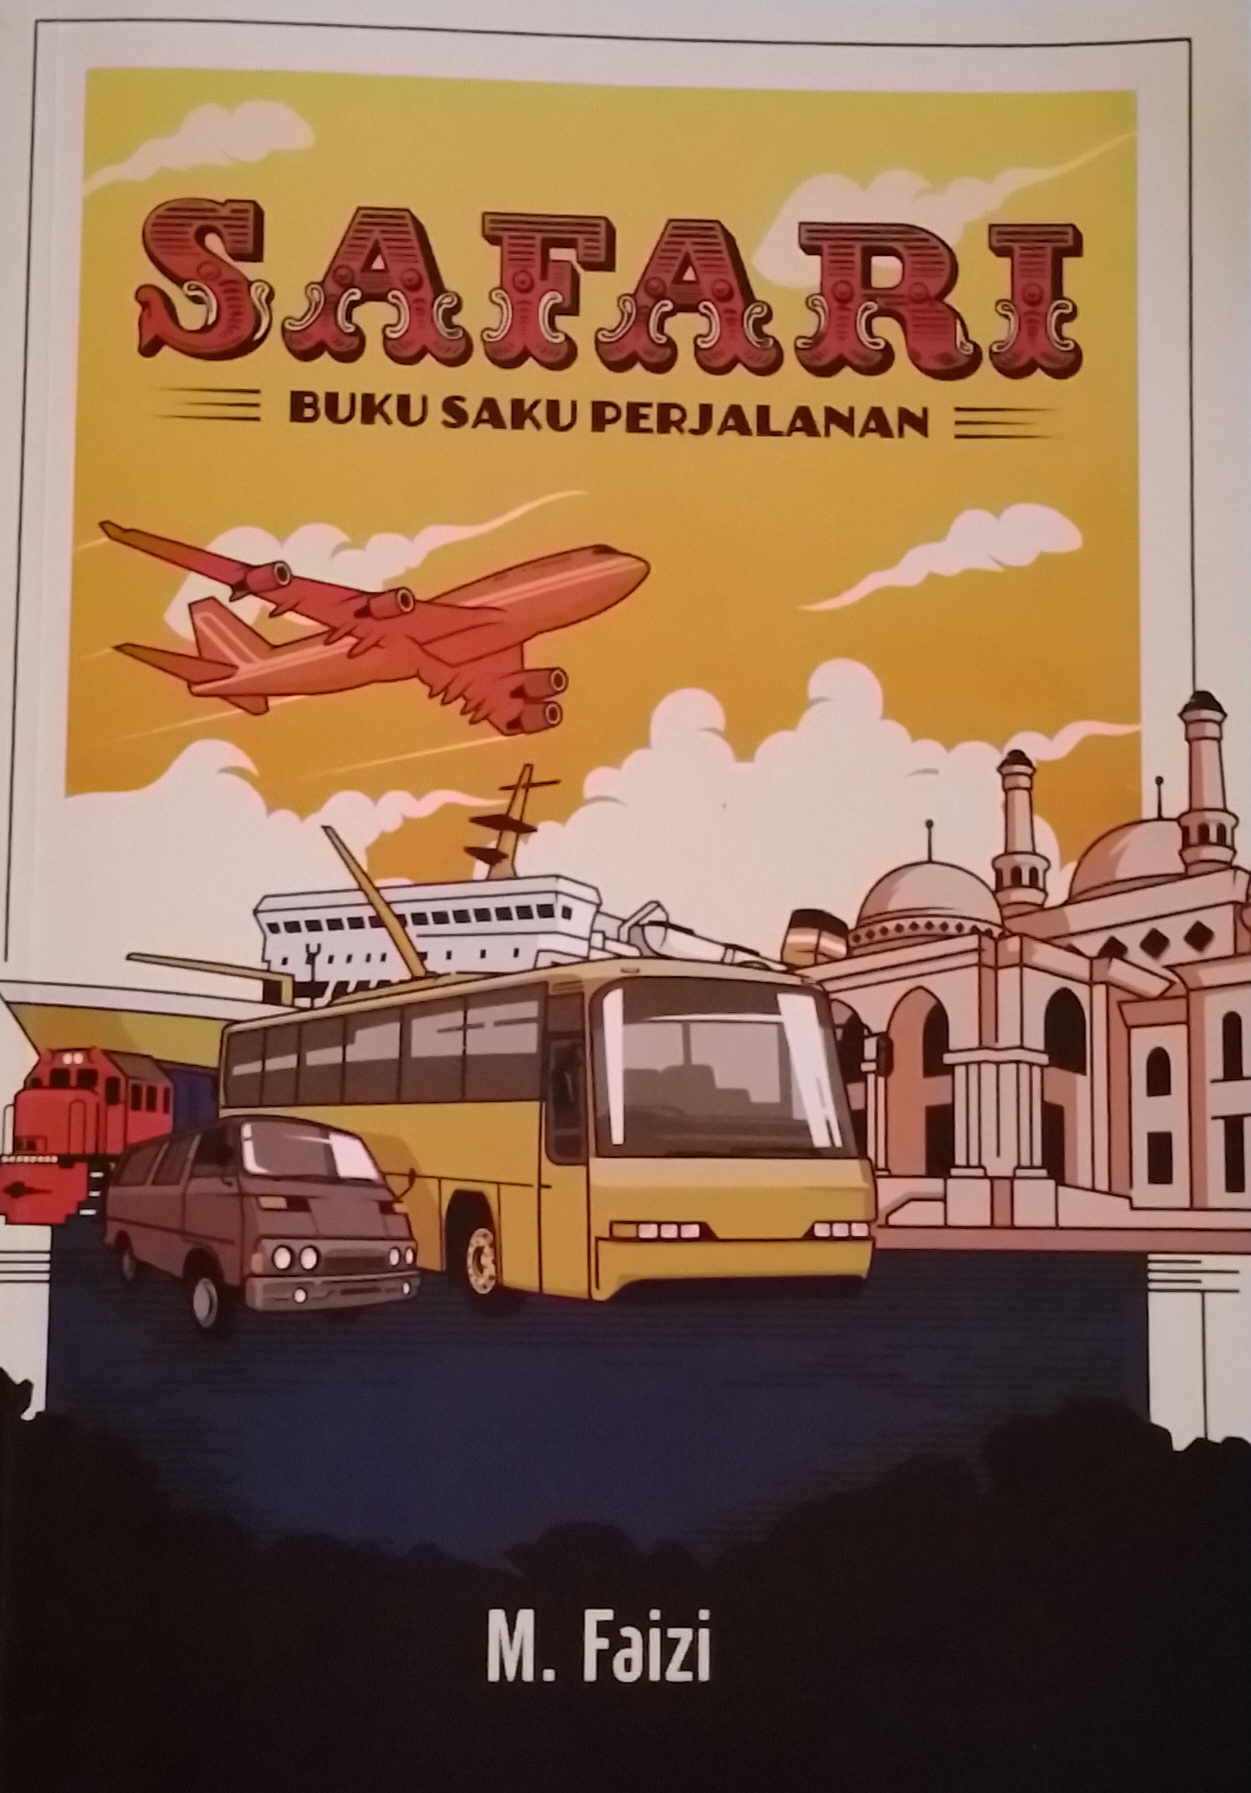 SAFARI
BUKU SAKU PERJALANAN
M. Faizi